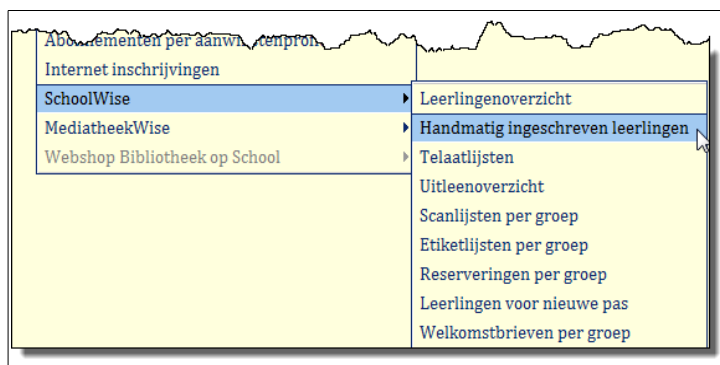 per
Internet inschrijvingen
SchoolWise
MediatheekWise
Webshop Bibliotheek op School
Leerlingenoverzicht
Handmatig ingeschreven leerlingen
Telaatlijsten
Uitleenoverzicht
Scanlijsten per groep
Etiketlijsten per groep
Reserveringen per groep
Leerlingen voor nieuwe pas
Welkomstbrieven per groep